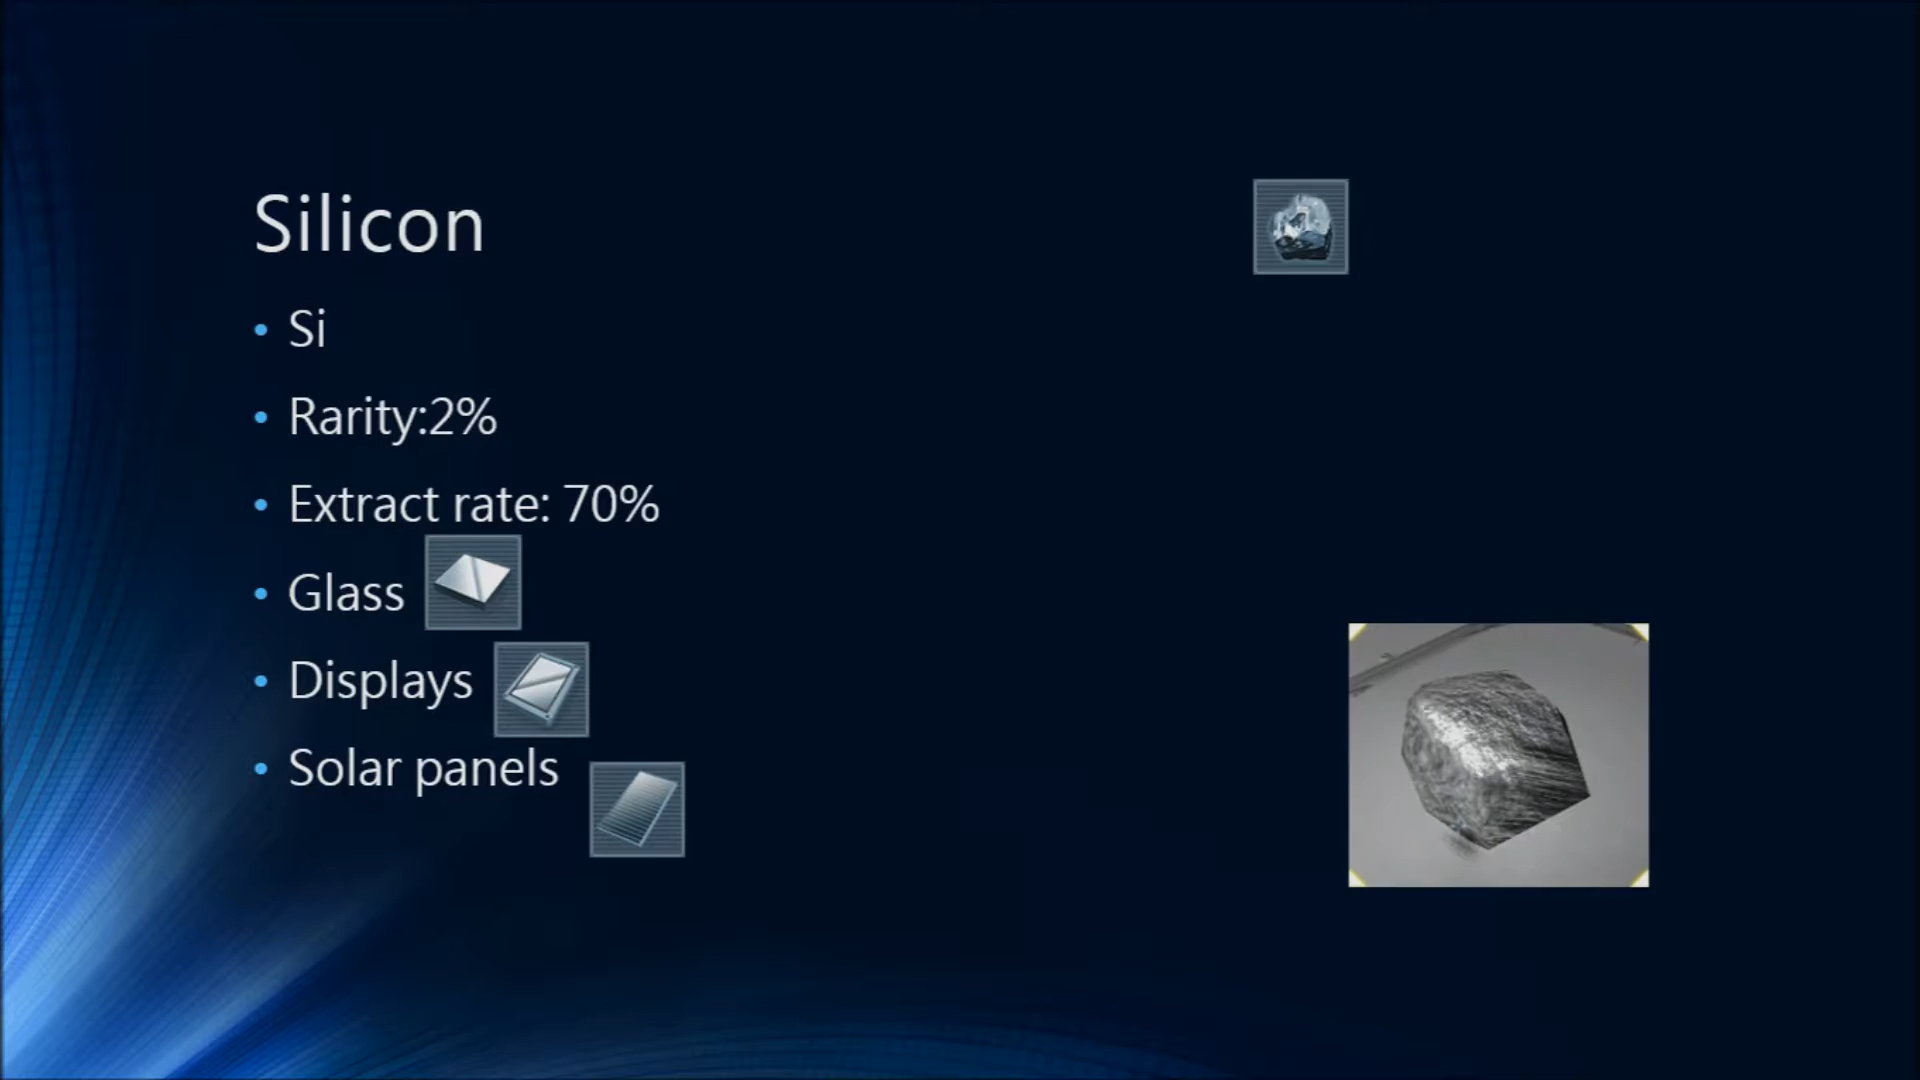 Silicon
• Si
• Rarity:2%
• Extract rate: 70%
• Glass
• Displays
• Solar panels